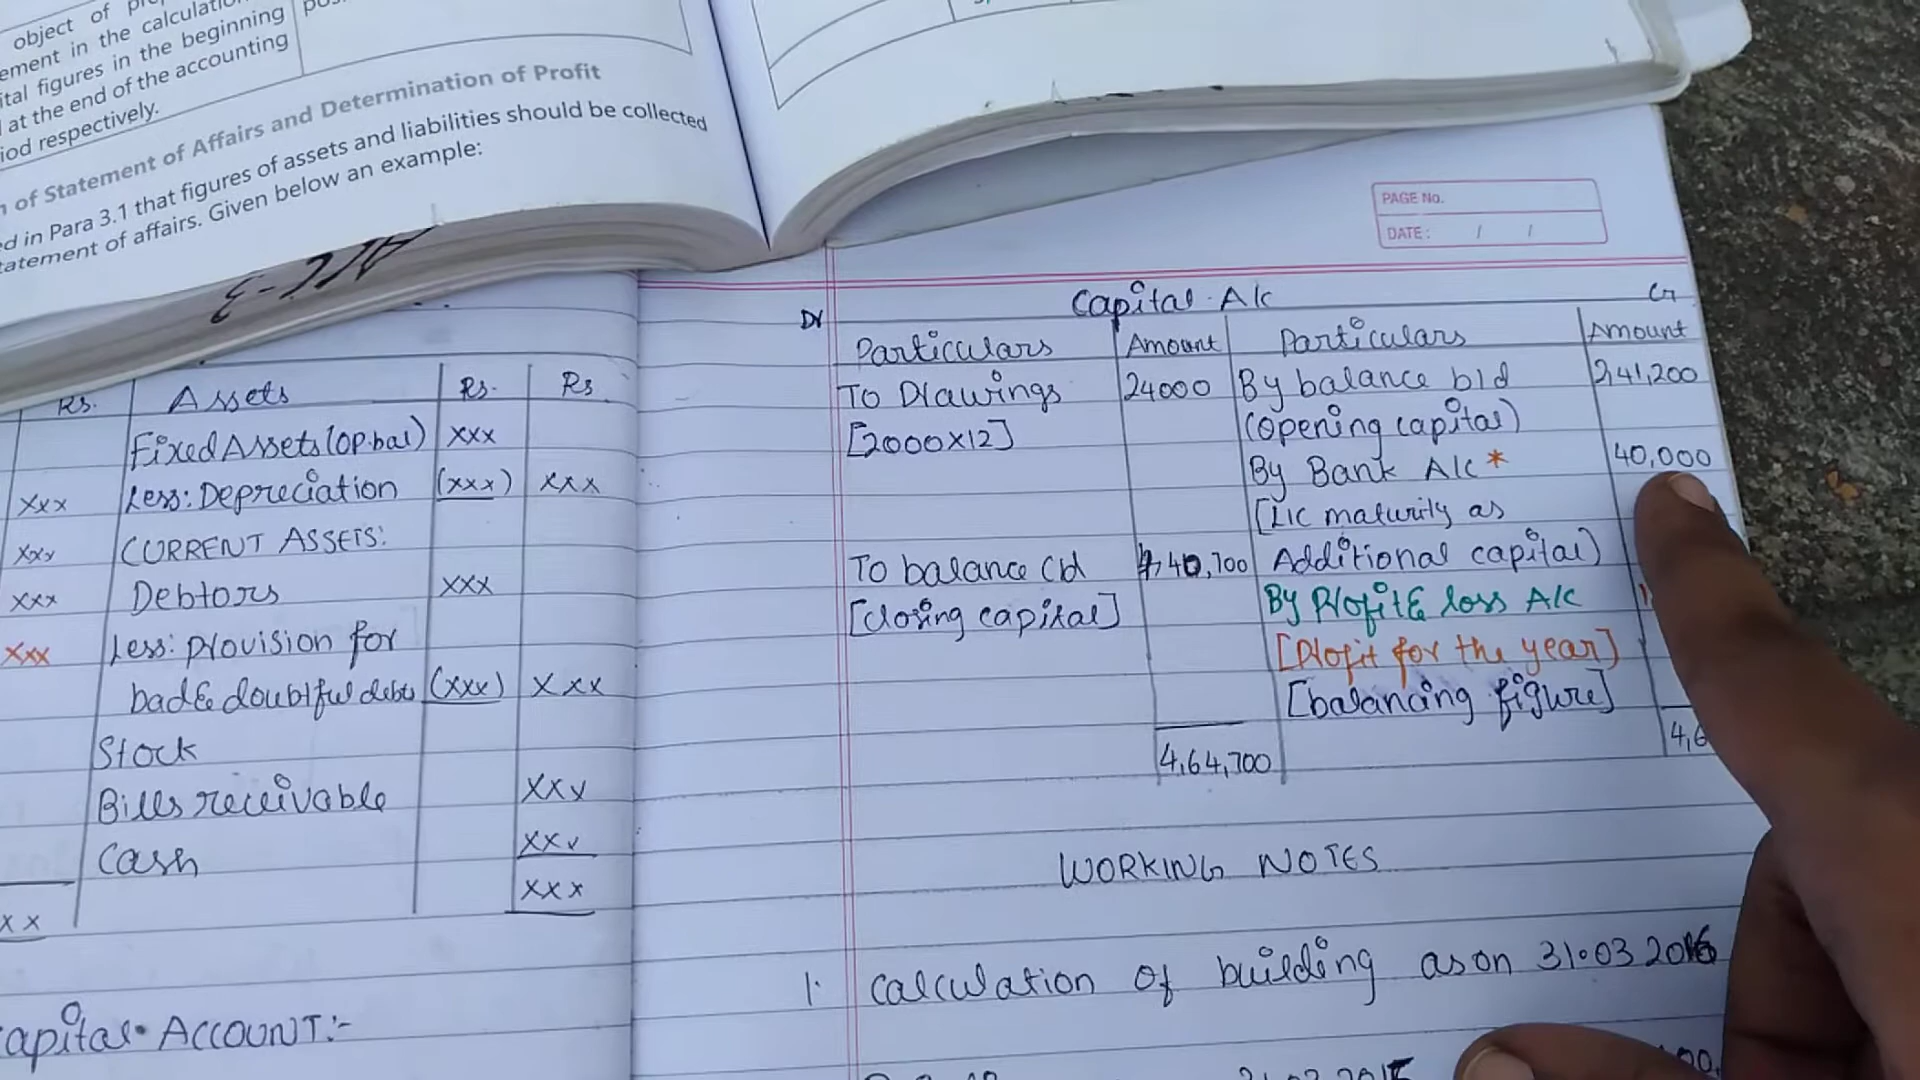 object of
ement in the calculation
ital figures in the beginning
at the end of the accounting
iod respectively.
of Statement of Affairs and Determination of Profit
ed in Para 3.1 that figures of assets and liabilities should be collected
tatement of affairs. Given below an example:
A/C-3
Rs. Assets Rs. Rs
Fixed Assets (op.bal) xxx
xxx Less: Depreciation (xxx) xxx
xxx CURRENT ASSETS:
xxx Debtors xxx
xxx Less: provision for
bad & doubtful debts (xxx) xxx
Stock
Bills receivable xxx
Cash xxx
xx xxx
apital ACCOUNT:-
PAGE No.
DATE: / /
Capital A/c
Dr Cr
Particulars Amount Particulars Amount
To Drawings 24000 By balance b/d 2,41,200
[2000x12] (opening capital)
By Bank A/c * 40,000
[LIC maturity as
To balance c/d 4,40,700 Additional capital)
[closing capital] By Profit & loss A/c
[Profit for the year]
[balancing figure]
4,64,700 4,6
WORKING NOTES
1. calculation of building as on 31.03.2016